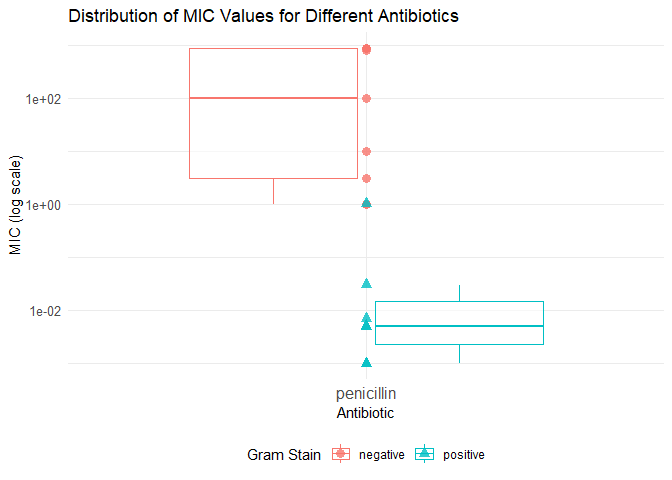 Distribution of MIC Values for Different Antibiotics
MIC (log scale)
1e+02
1e+00
1e-02
penicillin
Antibiotic
Gram Stain negative positive